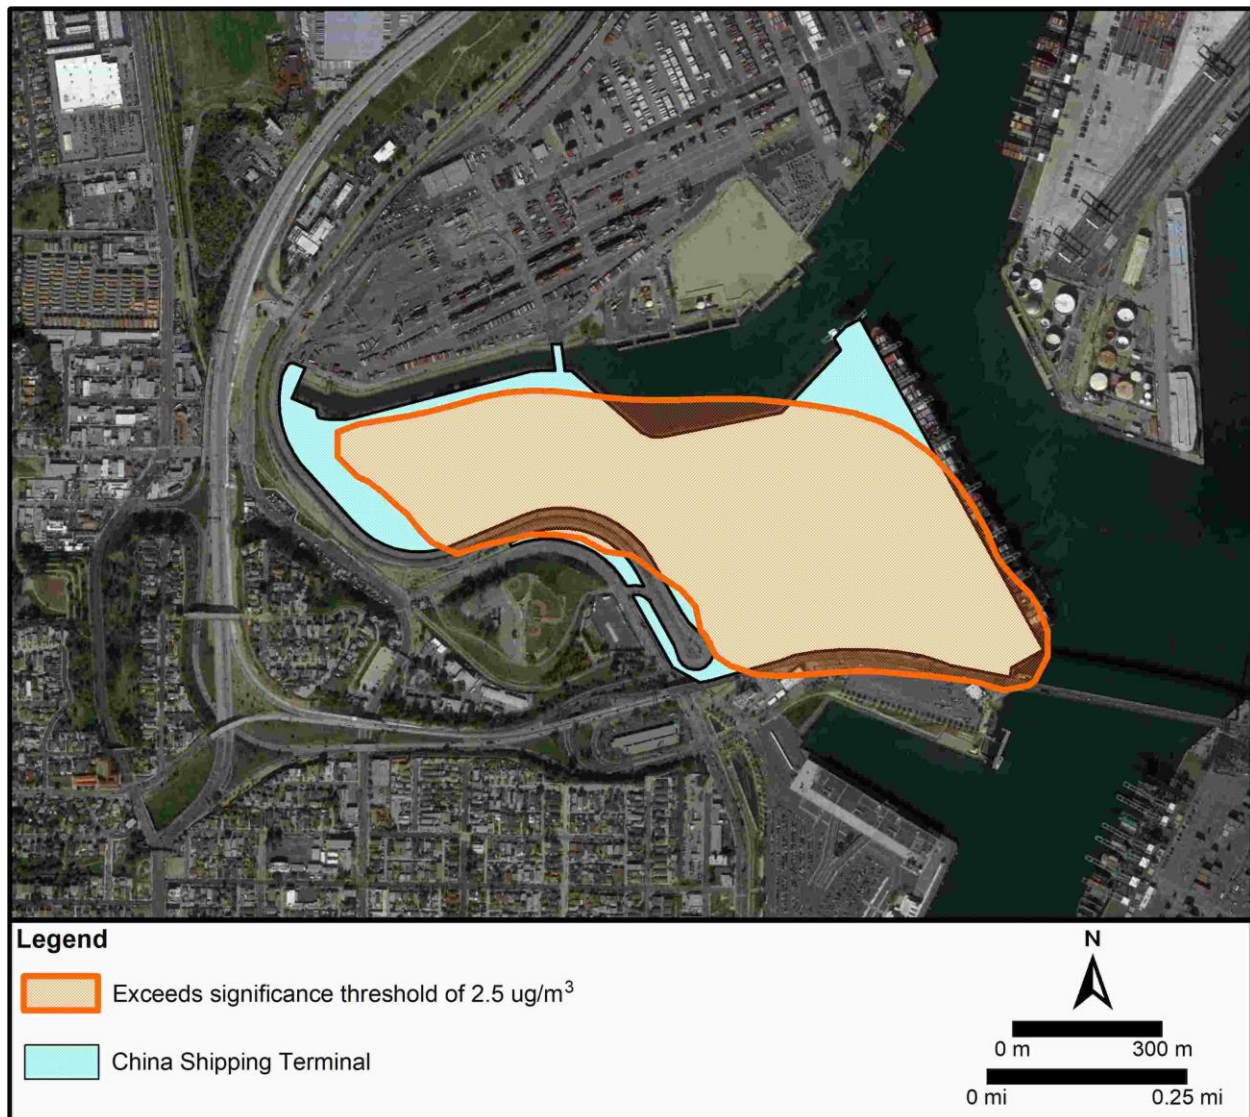 Legend
Exceeds significance threshold of 2.5 ug/m³
China Shipping Terminal
N
0 m 300 m
0 mi 0.25 mi